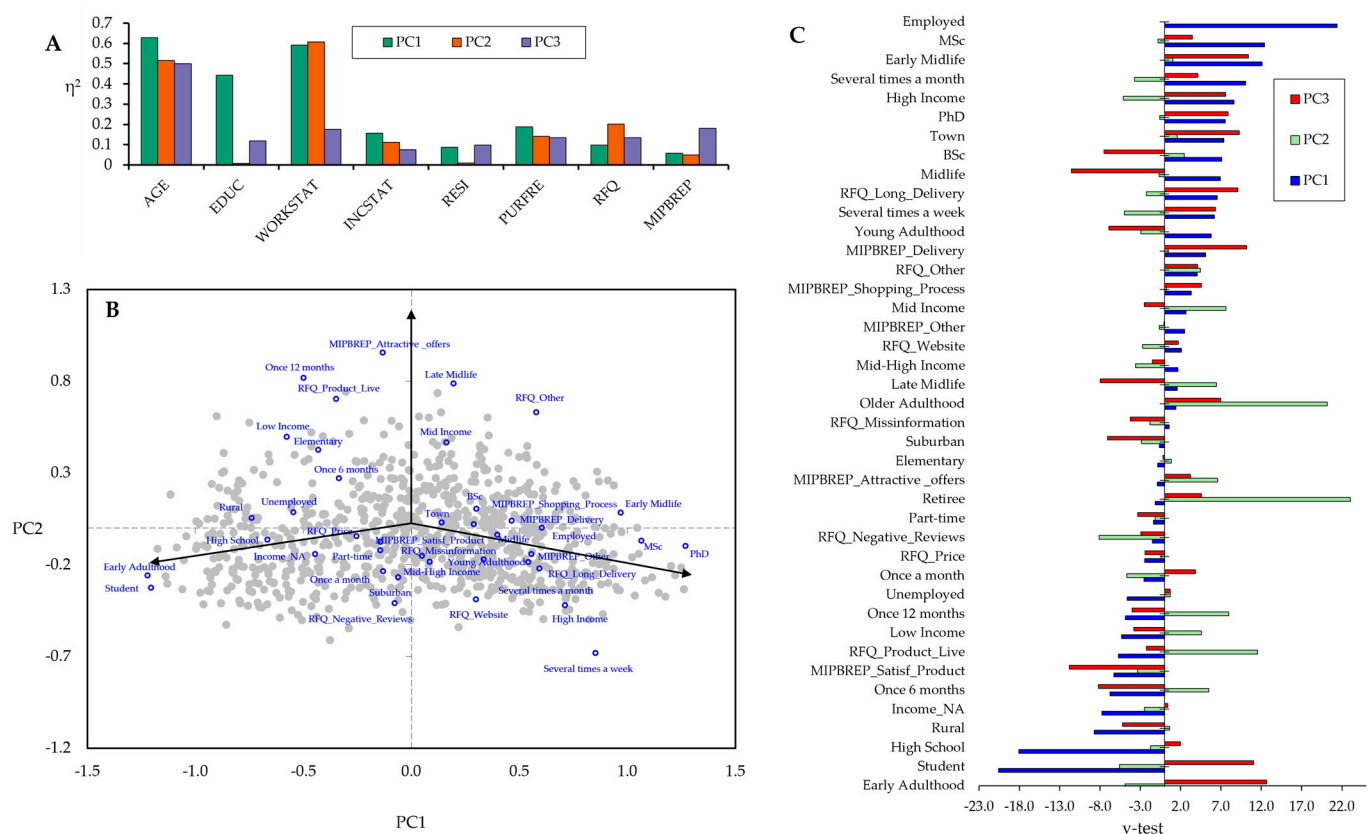 A
PC1
PC2
PC3
η²
0.7
0.6
0.5
0.4
0.3
0.2
0.1
0
AGE
EDUC
WORKSTAT
INCSTAT
RESI
PURFRE
RFQ
MIPBREP
B
1.3
0.8
0.3
-0.2
-0.7
-1.2
PC2
MIPBREP_Attractive _offers
Once 12 months
Late Midlife
RFQ_Product_Live
RFQ_Other
Low Income
Mid Income
Elementary
Once 6 months
BSc
Unemployed
MIPBREP_Shopping_Process
Early Midlife
Rural
Town
MIPBREP_Delivery
RFQ_Price
Employed
High School
MIPBREP_Satisf_Product
Midlife
MSc
Income_NA
Part-time
RFQ_Missinformation
MIPBREP_Other
PhD
Early Adulthood
Young Adulthood
Once a month
Mid-High Income
RFQ_Long_Delivery
Student
Suburban
Several times a month
RFQ_Negative_Reviews
RFQ_Website
High Income
Several times a week
-1.5
-1.0
-0.5
0.0
0.5
1.0
1.5
PC1
C
PC3
PC2
PC1
Employed
MSc
Early Midlife
Several times a month
High Income
PhD
Town
BSc
Midlife
RFQ_Long_Delivery
Several times a week
Young Adulthood
MIPBREP_Delivery
RFQ_Other
MIPBREP_Shopping_Process
Mid Income
MIPBREP_Other
RFQ_Website
Mid-High Income
Late Midlife
Older Adulthood
RFQ_Missinformation
Suburban
Elementary
MIPBREP_Attractive _offers
Retiree
Part-time
RFQ_Negative_Reviews
RFQ_Price
Once a month
Unemployed
Once 12 months
Low Income
RFQ_Product_Live
MIPBREP_Satisf_Product
Once 6 months
Income_NA
Rural
High School
Student
Early Adulthood
-23.0
-18.0
-13.0
-8.0
-3.0
2.0
7.0
12.0
17.0
22.0
v-test